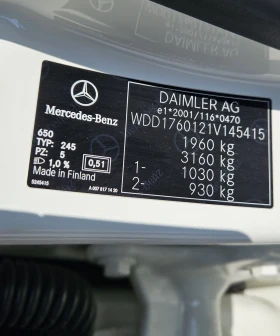 DAIMLER AG
e1*2001/116*0470
WDD1760121V145415
1960 kg
3160 kg
1- 1030 kg
2- 930 kg
Mercedes-Benz
650
TYP: 245
PZ: 5
1,0 % 0,51
Made in Finland